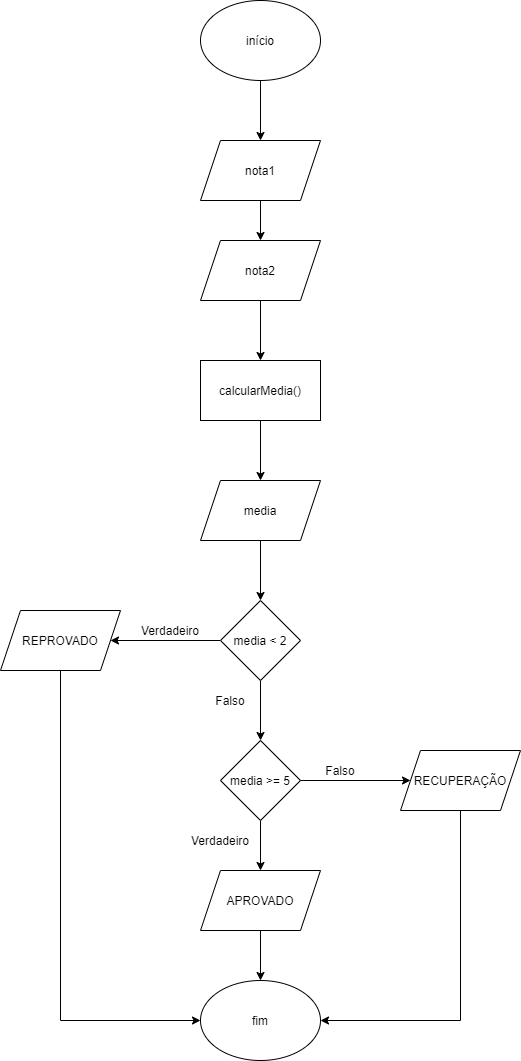 início
nota1
nota2
calcularMedia()
media
media < 2
Verdadeiro
REPROVADO
Falso
media >= 5
Falso
RECUPERAÇÃO
Verdadeiro
APROVADO
fim